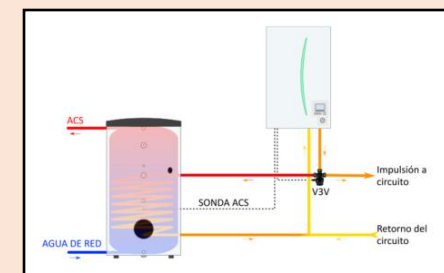 ACS
Impulsión a
circuito
V3V
SONDA ACS
Retorno del
circuito
AGUA DE RED